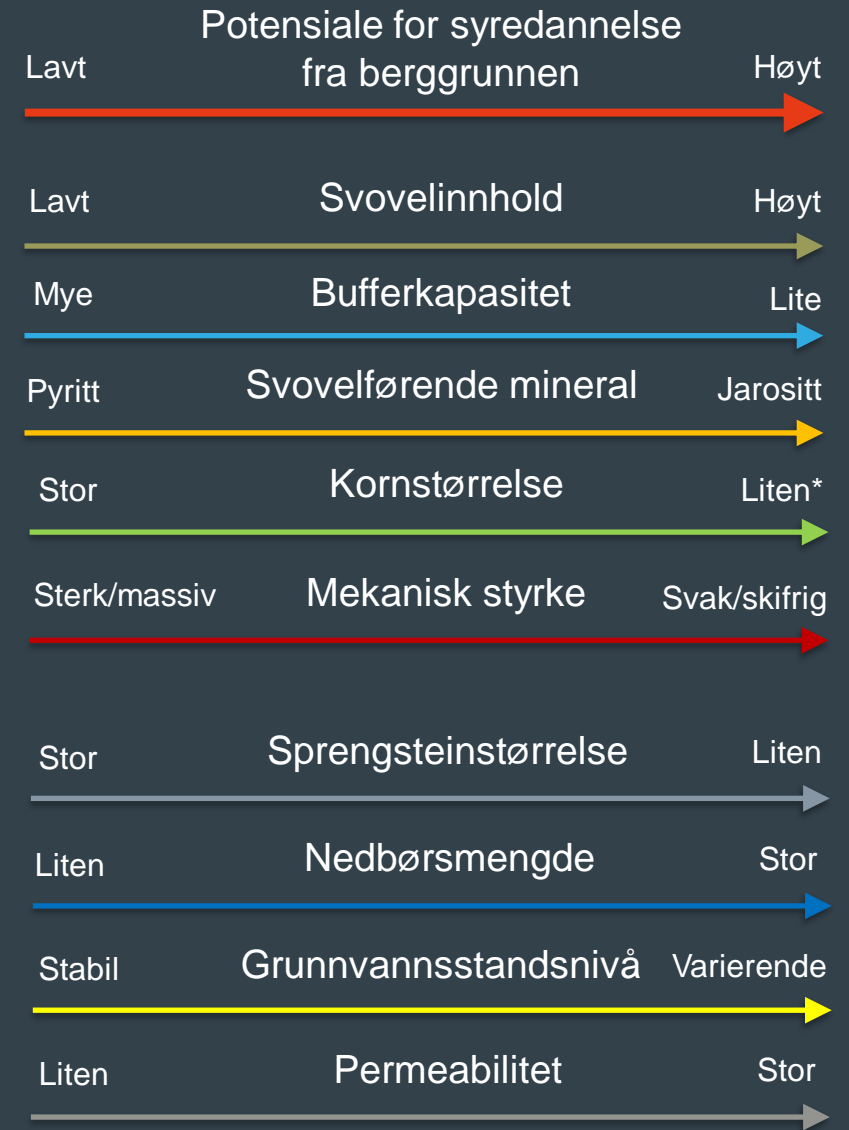 Potensiale for syredannelse
Lavt fra berggrunnen Høyt
Lavt Svovelinnhold Høyt
Mye Bufferkapasitet Lite
Pyritt Svovelførende mineral Jarositt
Stor Kornstørrelse Liten*
Sterk/massiv Mekanisk styrke Svak/skifrig
Stor Sprengsteinstørrelse Liten
Liten Nedbørsmengde Stor
Stabil Grunnvannsstandsnivå Varierende
Liten Permeabilitet Stor